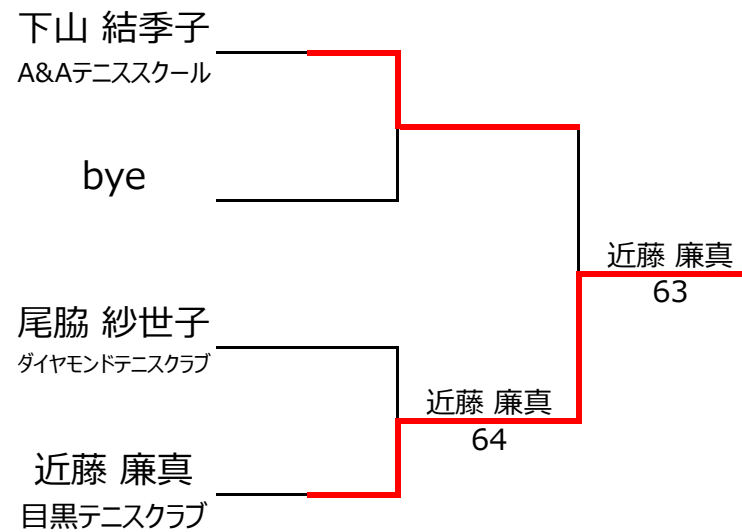 下山 結季子
A&Aテニススクール
bye
近藤 廉真
63
尾脇 紗世子
ダイヤモンドテニスクラブ
近藤 廉真
64
近藤 廉真
目黒テニスクラブ